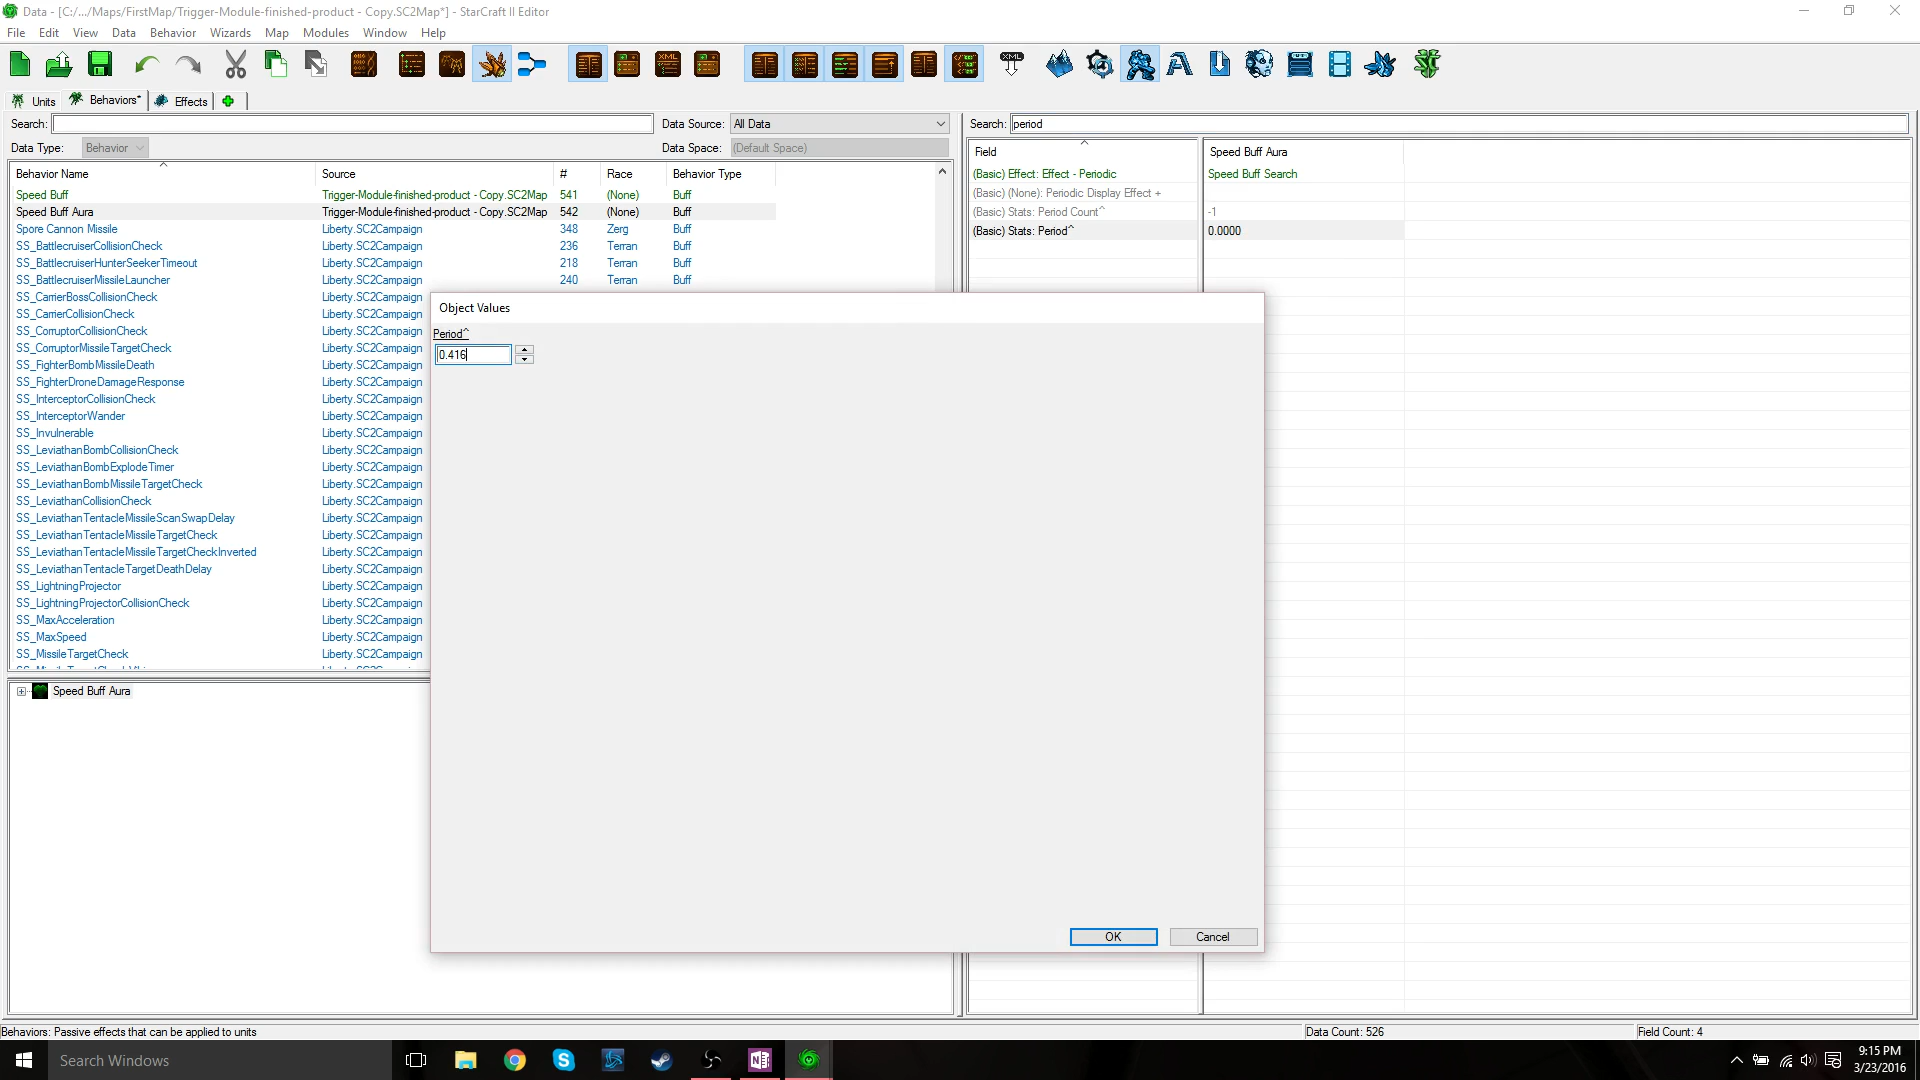 Data - [C:/.../Maps/FirstMap/Trigger-Module-finished-product - Copy.SC2Map*] - StarCraft II Editor
File Edit View Data Behavior Wizards Map Modules Window Help
Units Behaviors* Effects
Search: Data Source: All Data Search: period
Data Type: Behavior Data Space: (Default Space)
Field Speed Buff Aura
Behavior Name Source # Race Behavior Type
(Basic) Effect: Effect - Periodic Speed Buff Search
Speed Buff Trigger-Module-finished-product - Copy.SC2Map 541 (None) Buff
(Basic) (None): Periodic Display Effect +
Speed Buff Aura Trigger-Module-finished-product - Copy.SC2Map 542 (None) Buff
(Basic) Stats: Period Count^ -1
Spore Cannon Missile Liberty.SC2Campaign 348 Zerg Buff
(Basic) Stats: Period^ 0.0000
SS_BattlecruiserCollisionCheck Liberty.SC2Campaign 236 Terran Buff
SS_BattlecruiserHunterSeekerTimeout Liberty.SC2Campaign 218 Terran Buff
SS_BattlecruiserMissileLauncher Liberty.SC2Campaign 240 Terran Buff
SS_CarrierBossCollisionCheck Liberty.SC2Campaign
SS_CarrierCollisionCheck Liberty.SC2Campaign
SS_CorruptorCollisionCheck Liberty.SC2Campaign
SS_CorruptorMissileTargetCheck Liberty.SC2Campaign
SS_FighterBombMissileDeath Liberty.SC2Campaign
SS_FighterDroneDamageResponse Liberty.SC2Campaign
SS_InterceptorCollisionCheck Liberty.SC2Campaign
SS_InterceptorWander Liberty.SC2Campaign
SS_Invulnerable Liberty.SC2Campaign
SS_LeviathanBombCollisionCheck Liberty.SC2Campaign
SS_LeviathanBombExplodeTimer Liberty.SC2Campaign
SS_LeviathanBombMissileTargetCheck Liberty.SC2Campaign
SS_LeviathanCollisionCheck Liberty.SC2Campaign
SS_LeviathanTentacleMissileScanSwapDelay Liberty.SC2Campaign
SS_LeviathanTentacleMissileTargetCheck Liberty.SC2Campaign
SS_LeviathanTentacleMissileTargetCheckInverted Liberty.SC2Campaign
SS_LeviathanTentacleTargetDeathDelay Liberty.SC2Campaign
SS_LightningProjector Liberty.SC2Campaign
SS_LightningProjectorCollisionCheck Liberty.SC2Campaign
SS_MaxAcceleration Liberty.SC2Campaign
SS_MaxSpeed Liberty.SC2Campaign
SS_MissileTargetCheck Liberty.SC2Campaign
Object Values
Period^
0.416
OK Cancel
Speed Buff Aura
Behaviors: Passive effects that can be applied to units Data Count: 526 Field Count: 4
Search Windows
9:15 PM
3/23/2016